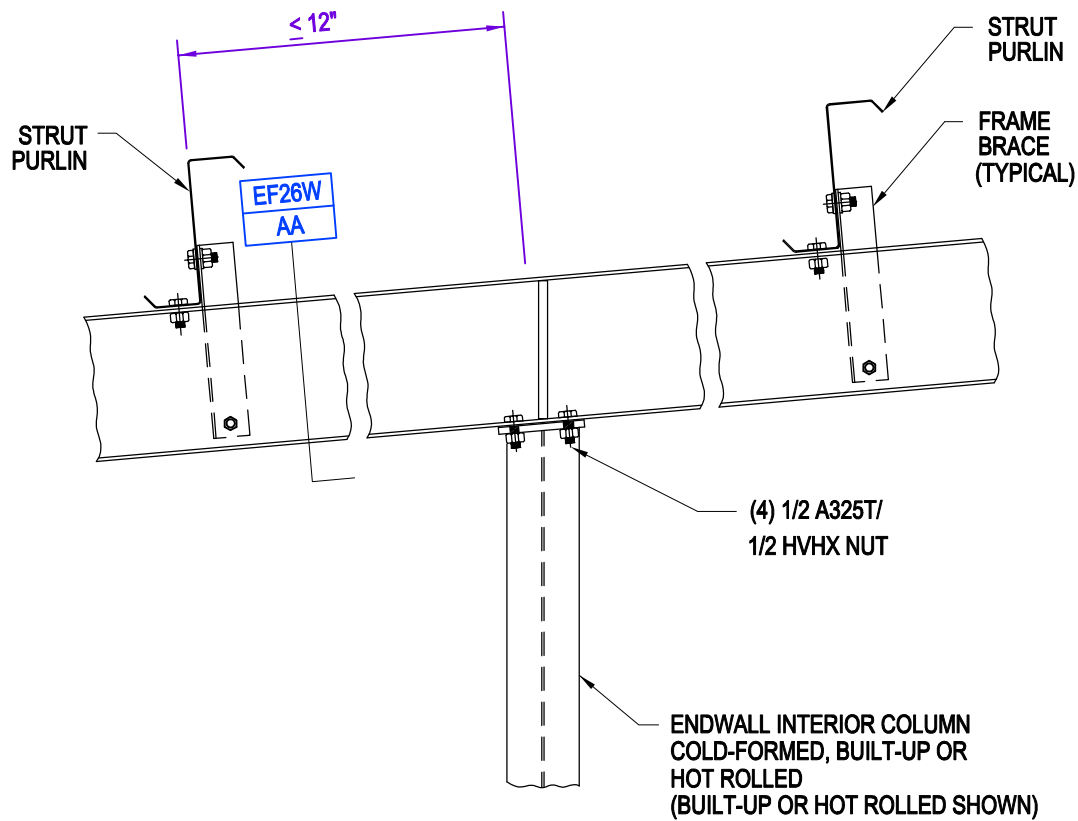 ≤ 12"
STRUT
PURLIN
STRUT
PURLIN
FRAME
BRACE
(TYPICAL)
EF26W
AA
(4) 1/2 A325T/
1/2 HVHX NUT
ENDWALL INTERIOR COLUMN
COLD-FORMED, BUILT-UP OR
HOT ROLLED
(BUILT-UP OR HOT ROLLED SHOWN)